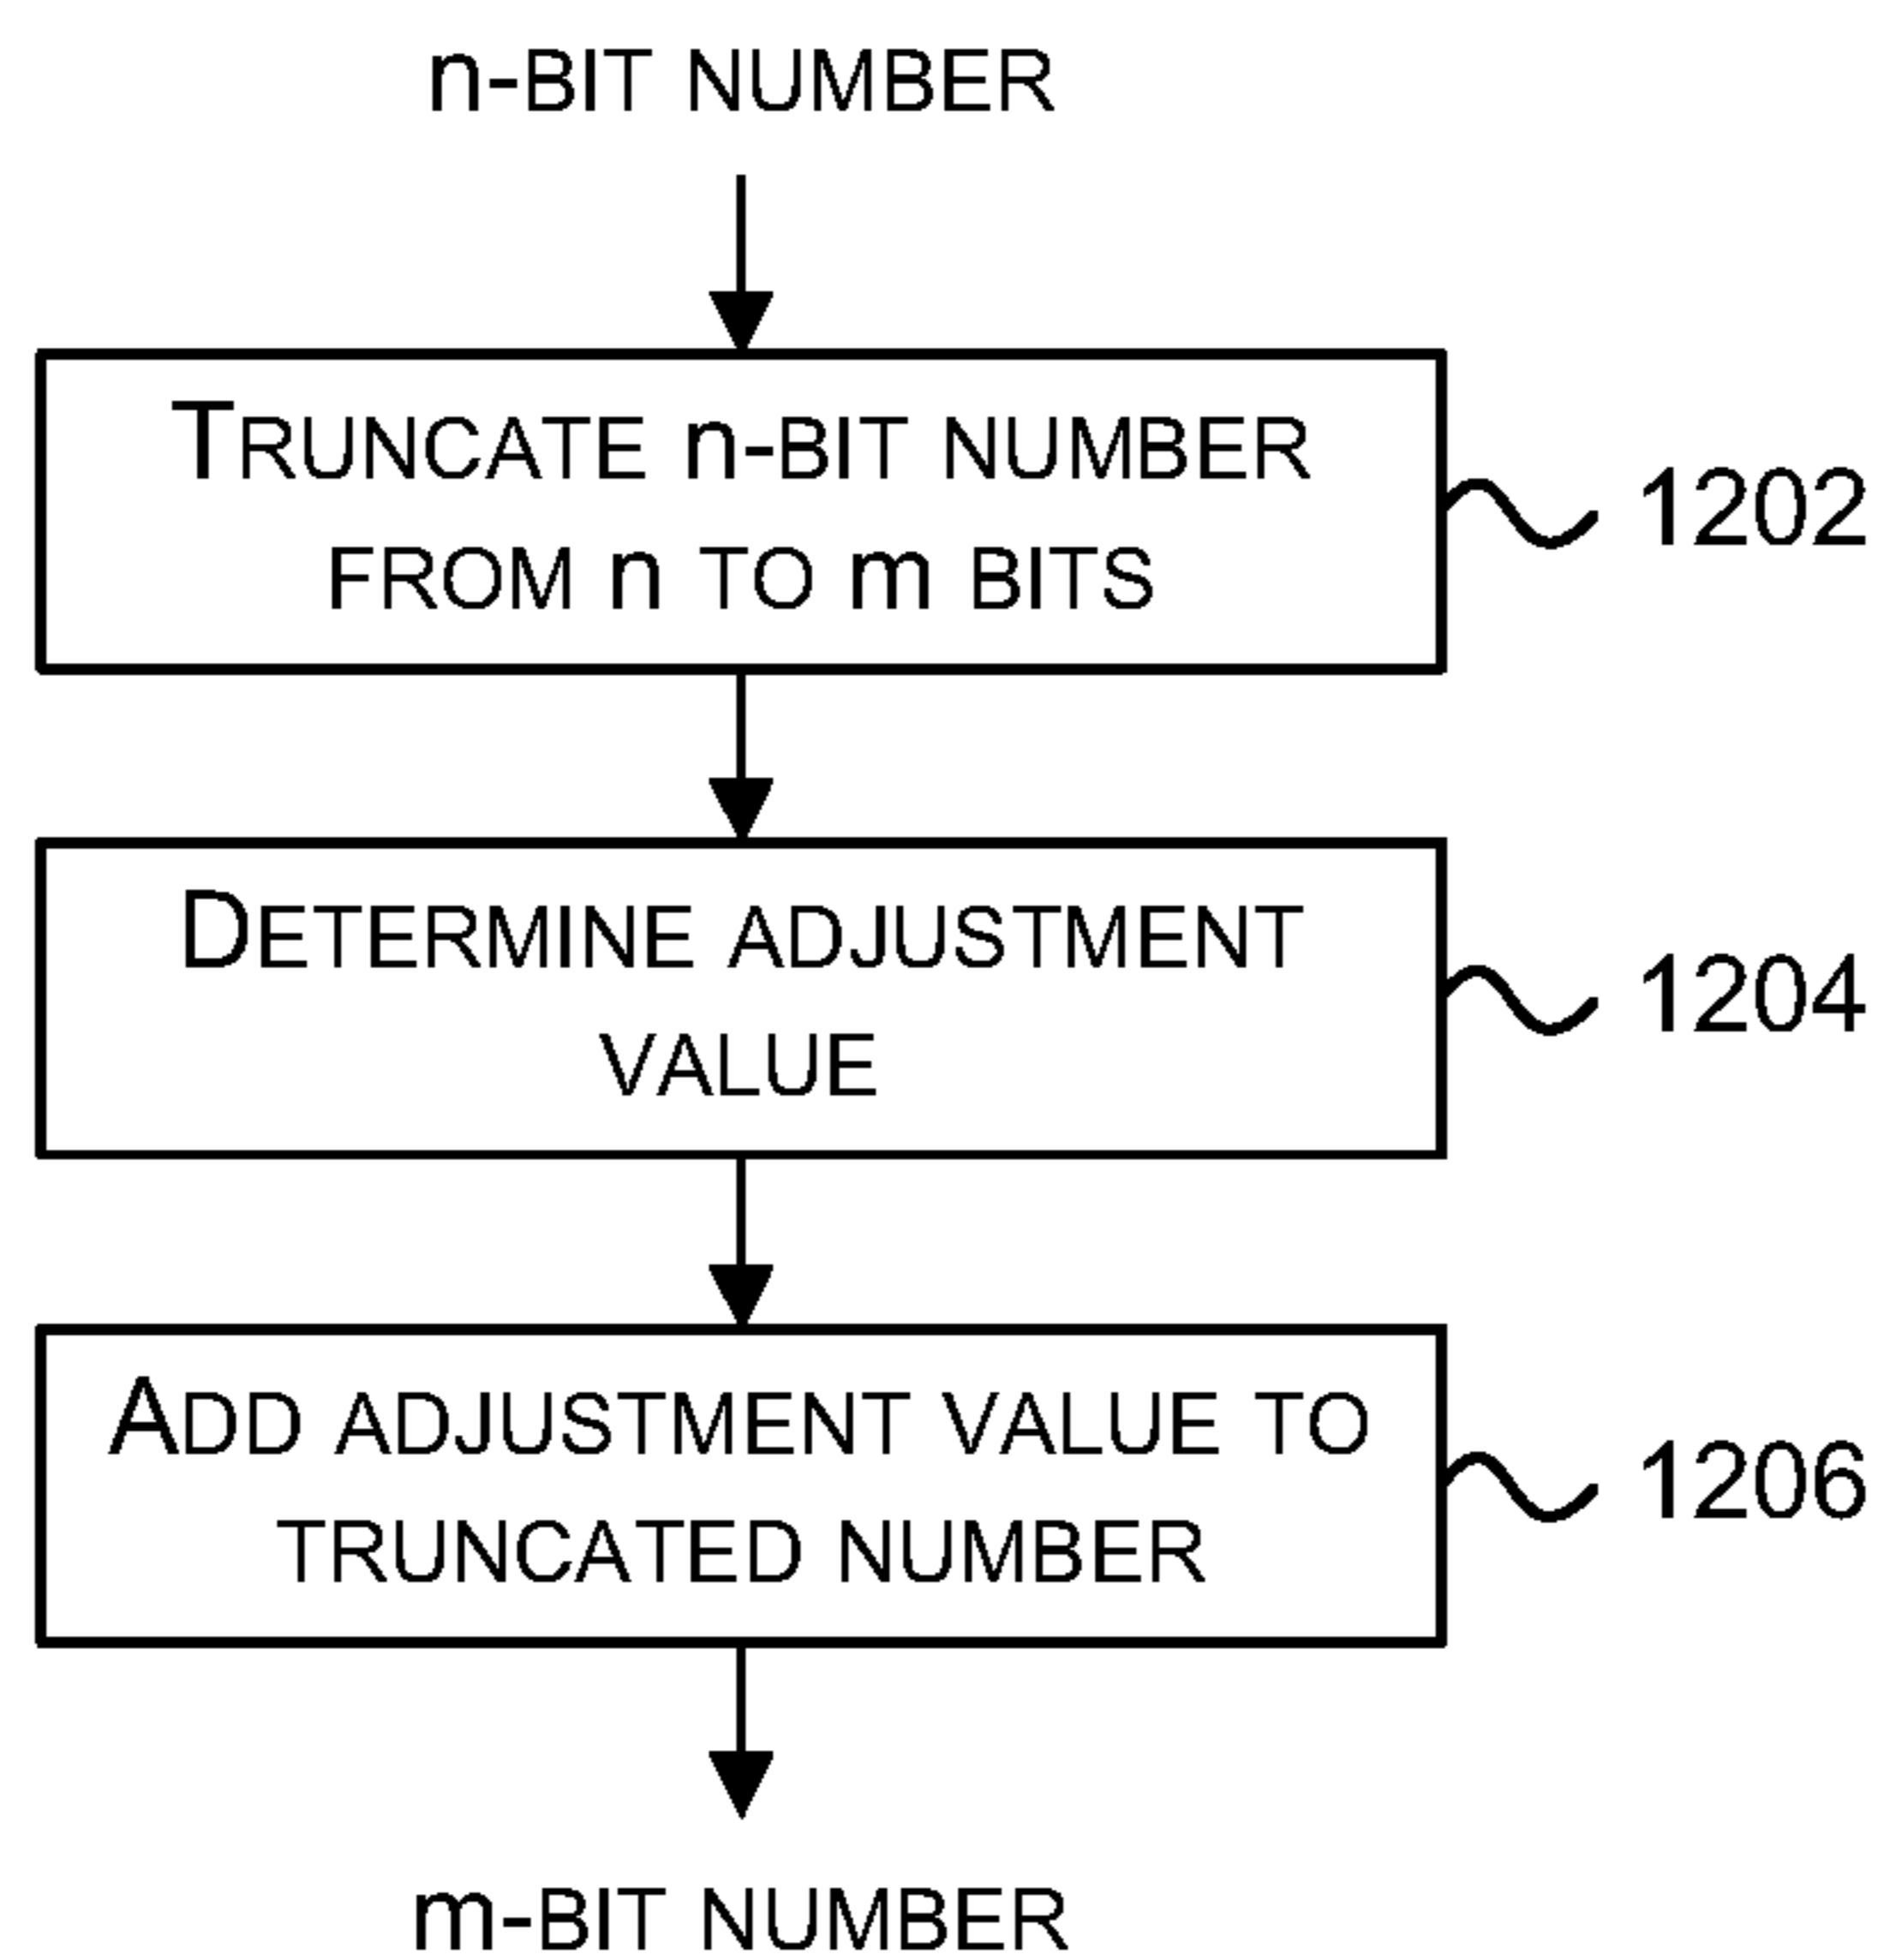 n-BIT NUMBER
TRUNCATE n-BIT NUMBER
FROM n TO m BITS
1202
DETERMINE ADJUSTMENT
VALUE
1204
ADD ADJUSTMENT VALUE TO
TRUNCATED NUMBER
1206
m-BIT NUMBER